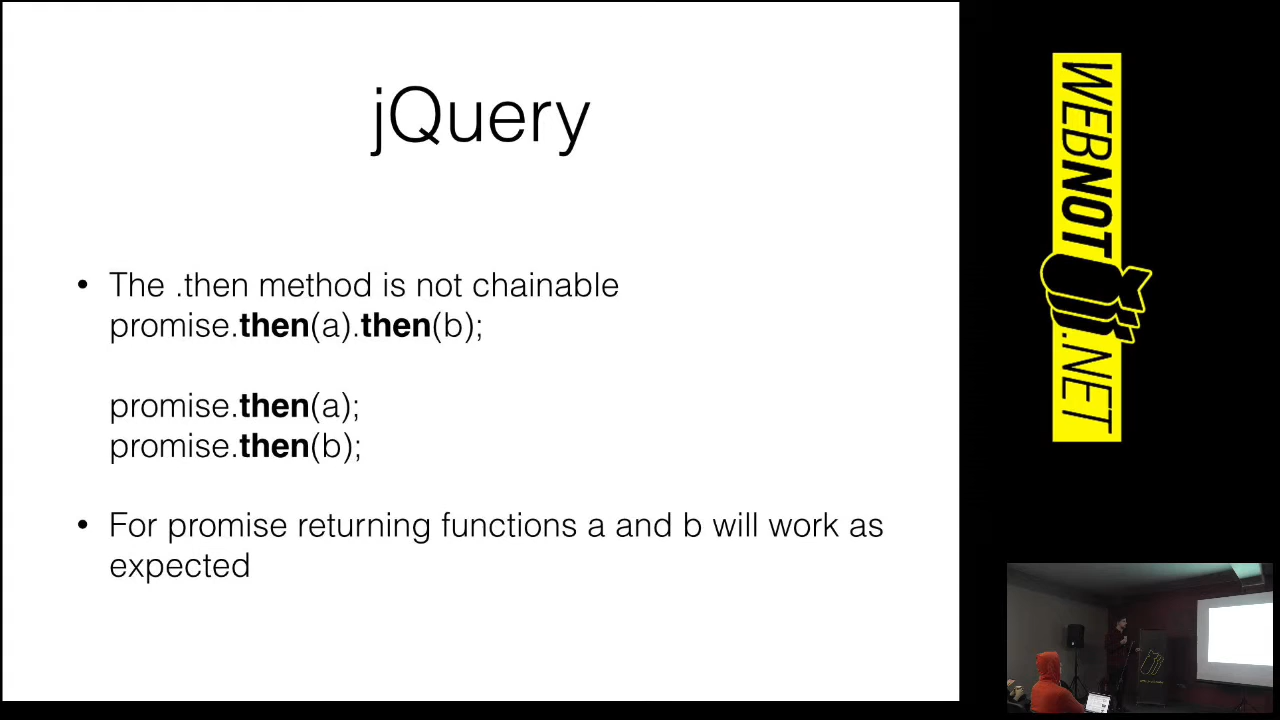 jQuery
• The .then method is not chainable
promise.then(a).then(b);
promise.then(a);
promise.then(b);
• For promise returning functions a and b will work as
expected
WEBNOT
.NET